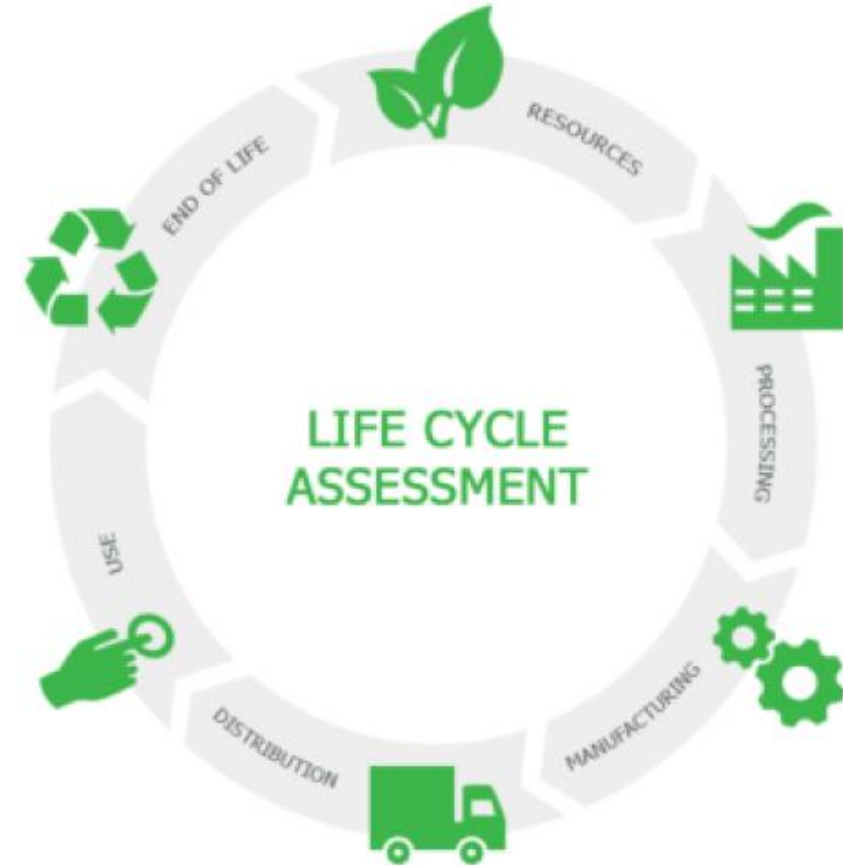 LIFE CYCLE
ASSESSMENT
RESOURCES
PROCESSING
MANUFACTURING
DISTRIBUTION
USE
END OF LIFE